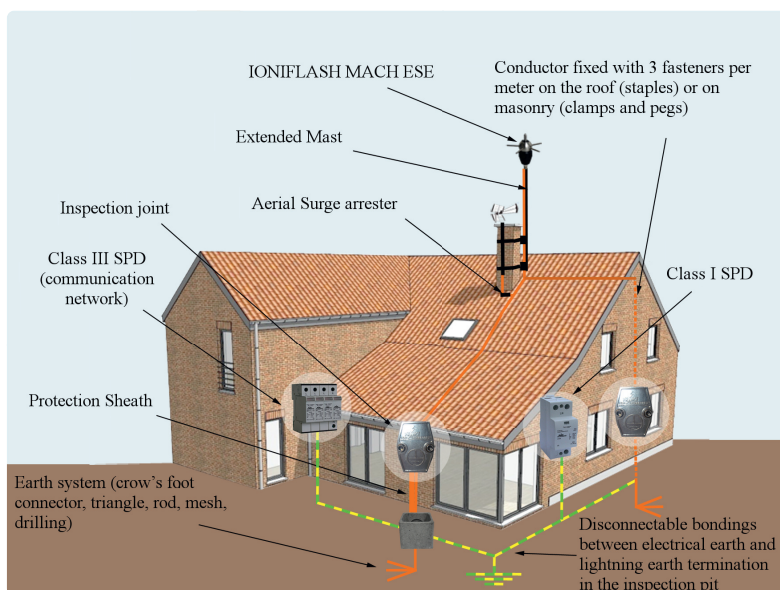 IONIFLASH MACH ESE
Conductor fixed with 3 fasteners per
meter on the roof (staples) or on
masonry (clamps and pegs)
Extended Mast
Inspection joint
Aerial Surge arrester
Class III SPD
(communication
network)
Class I SPD
Protection Sheath
Earth system (crow's foot
connector, triangle, rod, mesh,
drilling)
Disconnectable bondings
between electrical earth and
lightning earth termination
in the inspection pit